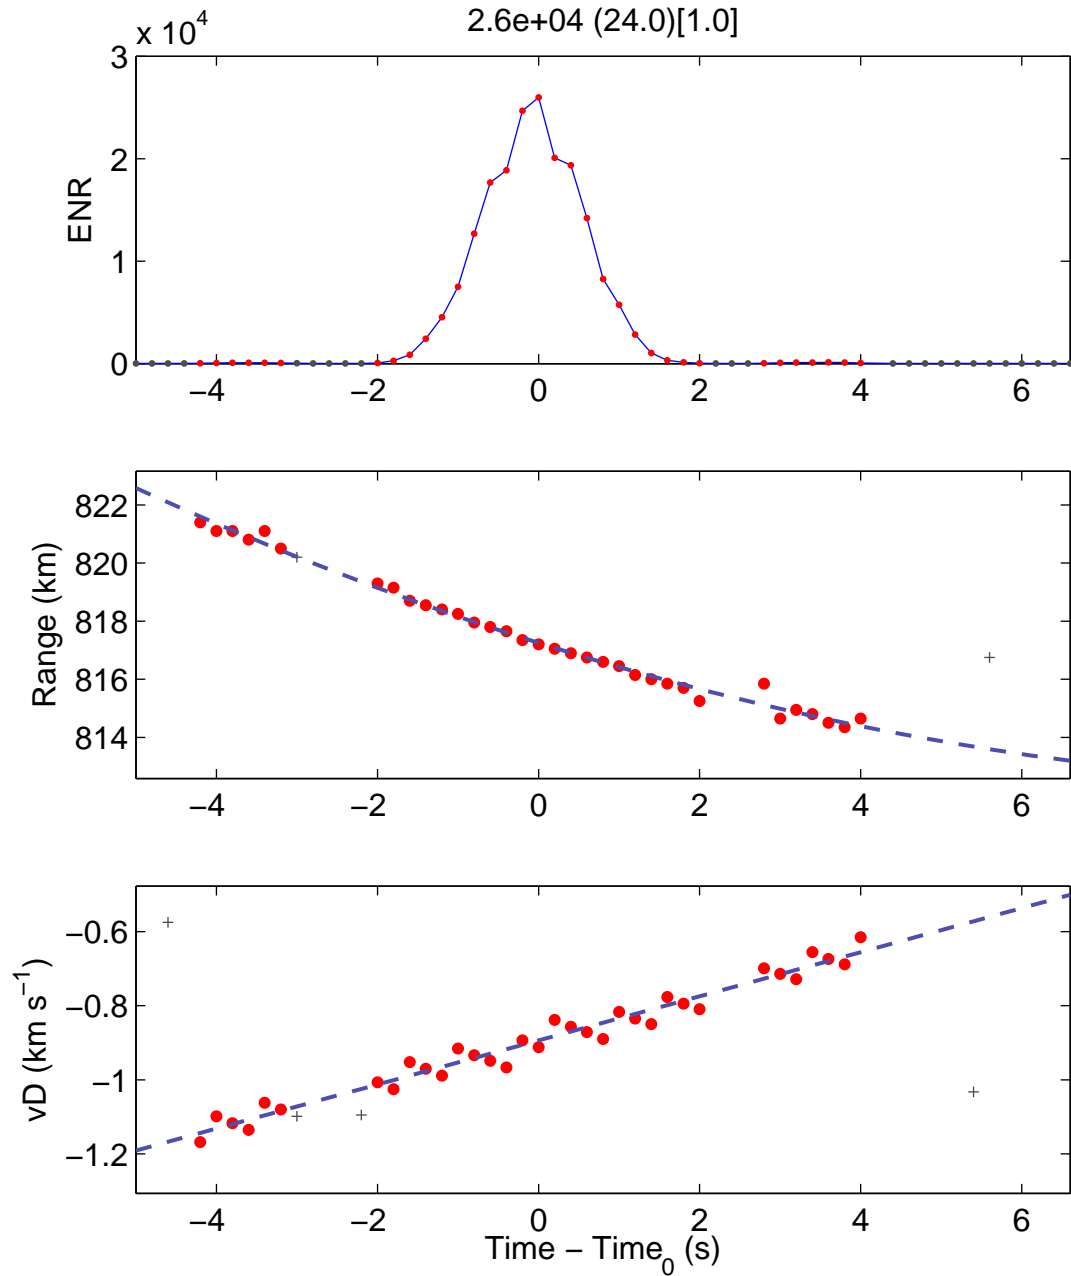 2.6e+04 (24.0)[1.0]
x 10^4
3
2
1
0
ENR
−4 −2 0 2 4 6
822
820
818
816
814
Range (km)
−4 −2 0 2 4 6
−0.6
−0.8
−1
−1.2
vD (km s^−1)
−4 −2 0 2 4 6
Time − Time_0 (s)